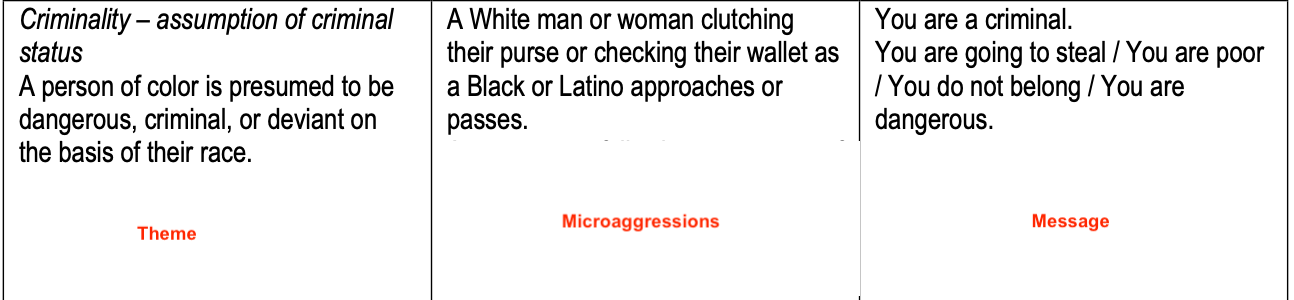 Criminality – assumption of criminal
status
A person of color is presumed to be
dangerous, criminal, or deviant on
the basis of their race.
Theme
A White man or woman clutching
their purse or checking their wallet as
a Black or Latino approaches or
passes.
Microaggressions
You are a criminal.
You are going to steal / You are poor
/ You do not belong / You are
dangerous.
Message